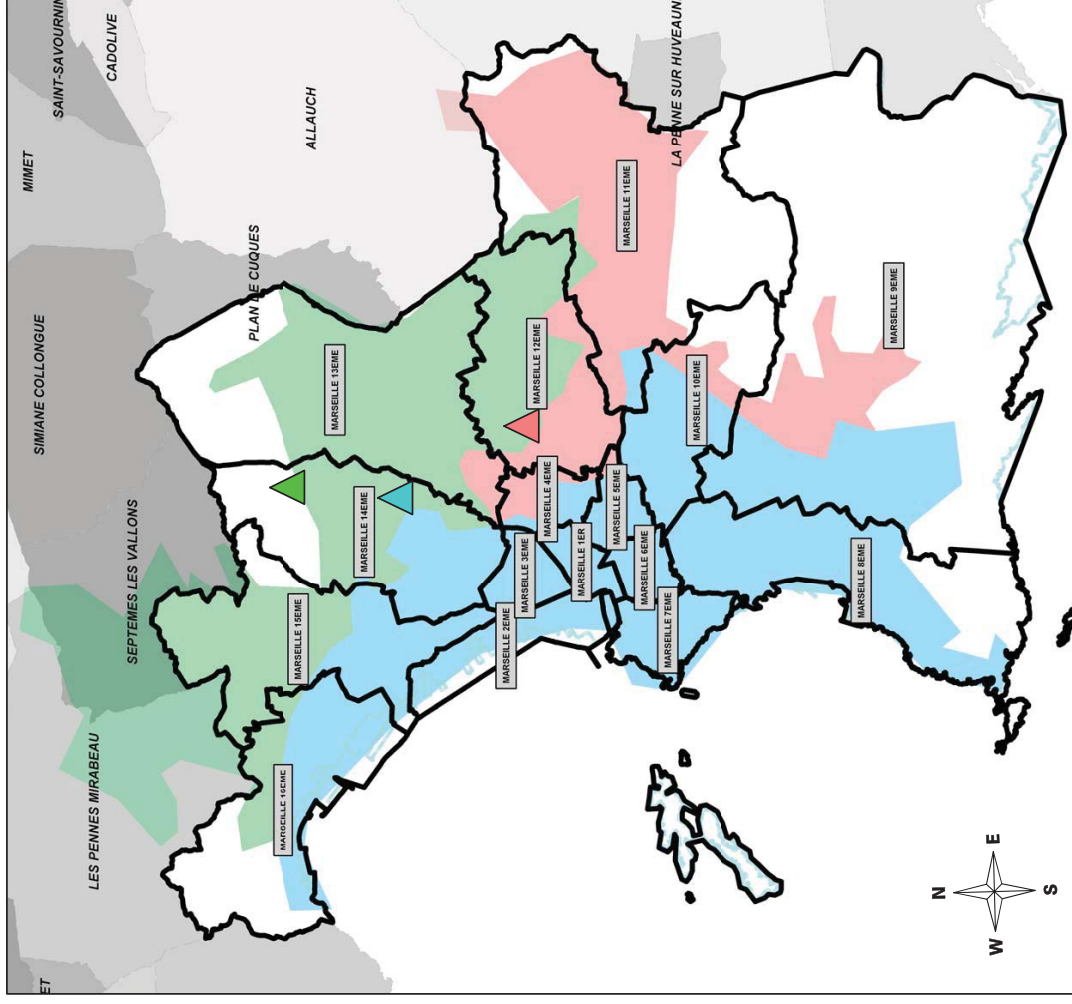 SAINT-SAVOURNIN
CADOLIVE
MIMET
ALLAUCH
SIMIANE COLLONGUE
PLAN DE CUQUES
LA PENNE SUR HUVEAUN
SEPTEMES LES VALLONS
LES PENNES MIRABEAU
ET
MARSEILLE 11EME
MARSEILLE 13EME
MARSEILLE 12EME
MARSEILLE 9EME
MARSEILLE 10EME
MARSEILLE 14EME
MARSEILLE 4EME
MARSEILLE 5EME
MARSEILLE 3EME
MARSEILLE 1ER
MARSEILLE 6EME
MARSEILLE 15EME
MARSEILLE 2EME
MARSEILLE 7EME
MARSEILLE 8EME
MARSEILLE 16EME
N
W
E
S